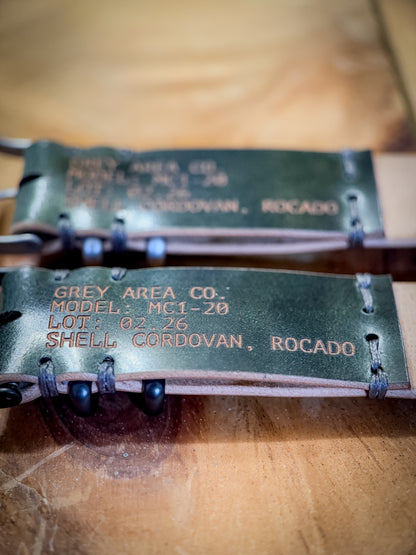 GREY AREA CO.
MODEL: MC1-20
LOT: 02.26
SHELL CORDOVAN, ROCADO
GREY AREA CO.
MODEL: MC1-20
LOT: 02.26
SHELL CORDOVAN, ROCADO